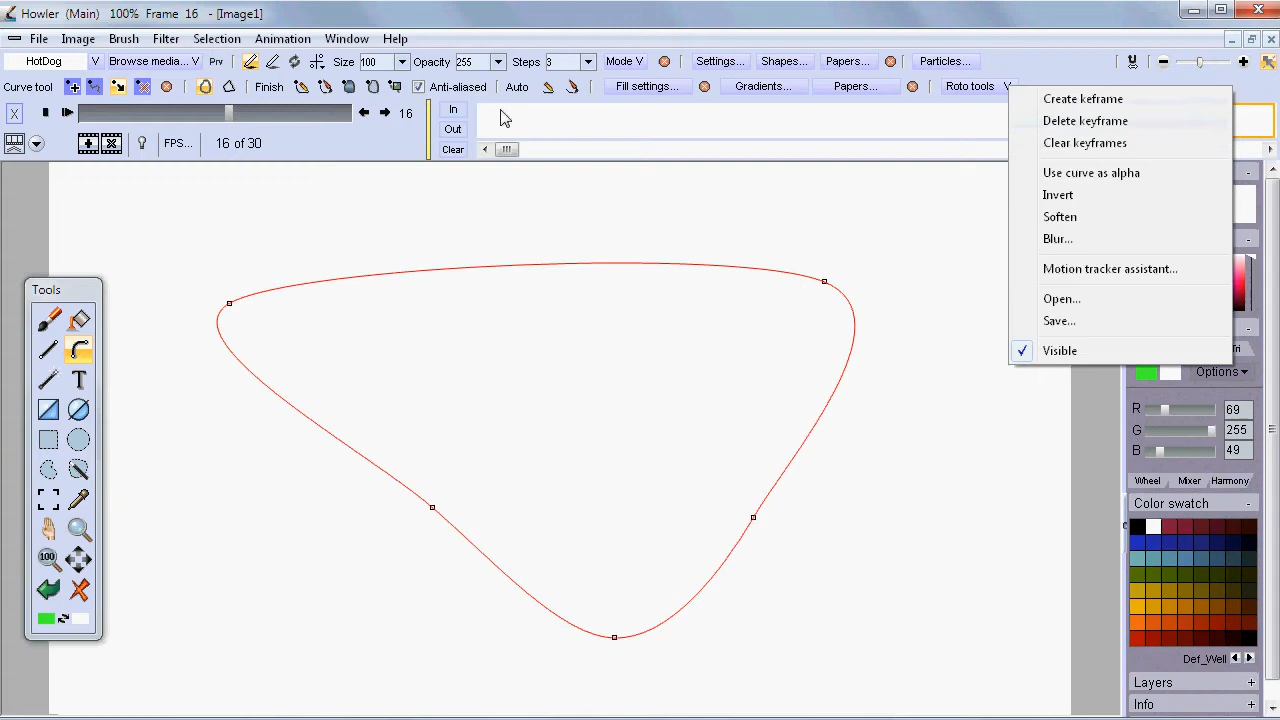 Howler (Main) 100% Frame 16 - [Image1]
File Image Brush Filter Selection Animation Window Help
HotDog Browse media... Prv Size 100 Opacity 255 Steps 3 Mode V Settings... Shapes... Papers... Particles...
Curve tool Finish Anti-aliased Auto Fill settings... Gradients... Papers... Roto tools
X 16 In
Out
FPS... 16 of 30 Clear
Create keframe
Delete keyframe
Clear keyframes
Use curve as alpha
Invert
Soften
Blur...
Motion tracker assistant...
Open...
Save...
Visible
Tools
T
100
Tri
Options
R 69
G 255
B 49
Wheel Mixer Harmony
Color swatch
Def_Well
Layers
Info